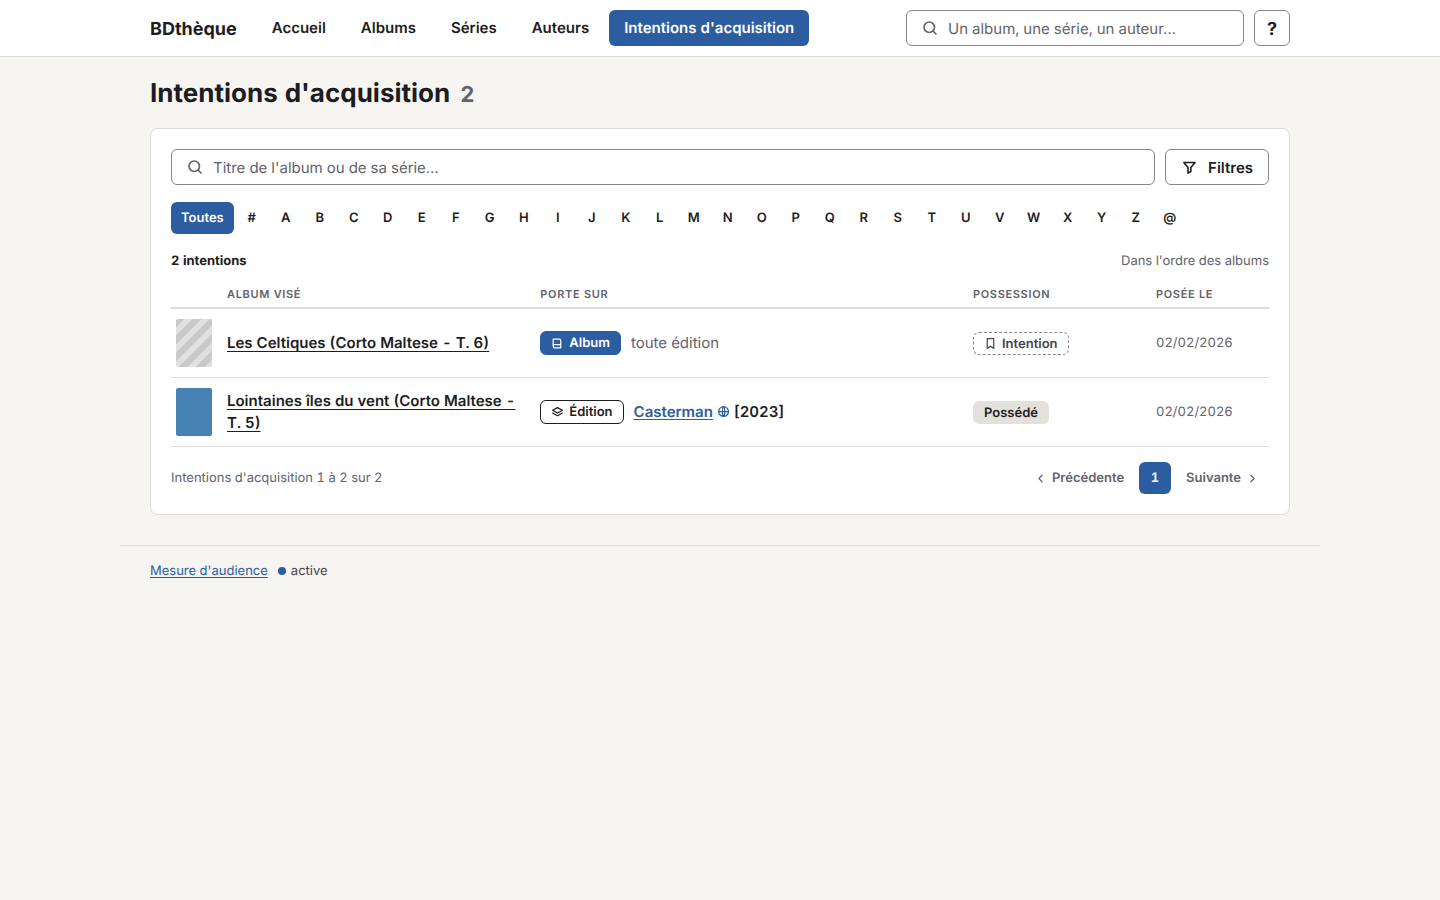 BDthèque Accueil Albums Séries Auteurs Intentions d'acquisition Un album, une série, un auteur... ?
Intentions d'acquisition 2
Titre de l'album ou de sa série... Filtres
Toutes # A B C D E F G H I J K L M N O P Q R S T U V W X Y Z @
2 intentions Dans l'ordre des albums
ALBUM VISÉ PORTE SUR POSSESSION POSÉE LE
Les Celtiques (Corto Maltese - T. 6) Album toute édition Intention 02/02/2026
Lointaines îles du vent (Corto Maltese -
T. 5) Édition Casterman [2023] Possédé 02/02/2026
Intentions d'acquisition 1 à 2 sur 2 Précédente 1 Suivante
Mesure d'audience active